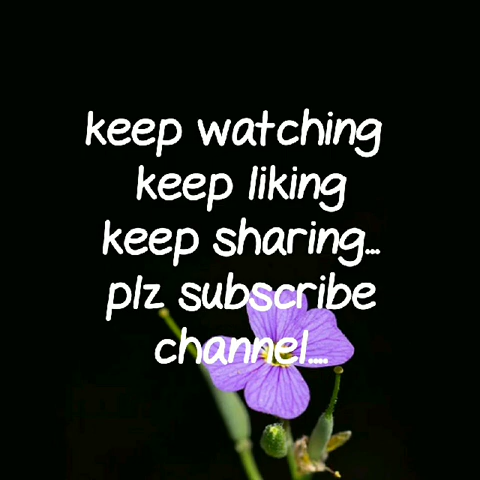 keep watching
keep liking
keep sharing...
plz subscribe
channel....